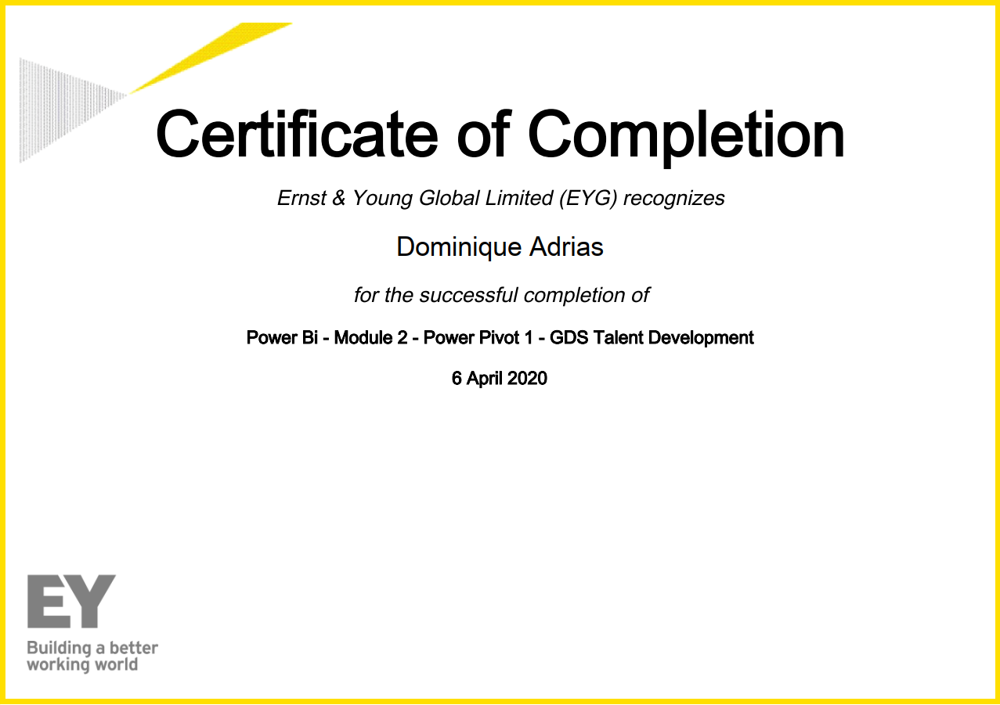 Certificate of Completion
Ernst & Young Global Limited (EYG) recognizes
Dominique Adrias
for the successful completion of
Power Bi - Module 2 - Power Pivot 1 - GDS Talent Development
6 April 2020
EY
Building a better
working world